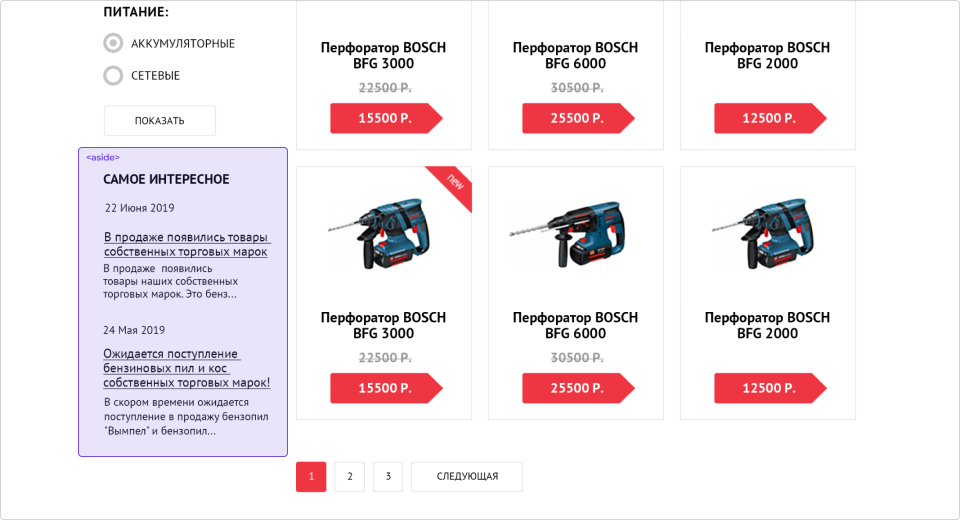 ПИТАНИЕ:
АККУМУЛЯТОРНЫЕ
СЕТЕВЫЕ
ПОКАЗАТЬ
<aside>
САМОЕ ИНТЕРЕСНОЕ
22 Июня 2019
В продаже появились товары
собственных торговых марок
В продаже появились
товары наших собственных
торговых марок. Это бенз...
24 Мая 2019
Ожидается поступление
бензиновых пил и кос
собственных торговых марок!
В скором времени ожидается
поступление в продажу бензопил
"Вымпел" и бензопил...
Перфоратор BOSCH
BFG 3000
22500 Р.
15500 Р.
Перфоратор BOSCH
BFG 6000
30500 Р.
25500 Р.
Перфоратор BOSCH
BFG 2000
12500 Р.
new
Перфоратор BOSCH
BFG 3000
22500 Р.
15500 Р.
Перфоратор BOSCH
BFG 6000
30500 Р.
25500 Р.
Перфоратор BOSCH
BFG 2000
12500 Р.
1 2 3 СЛЕДУЮЩАЯ